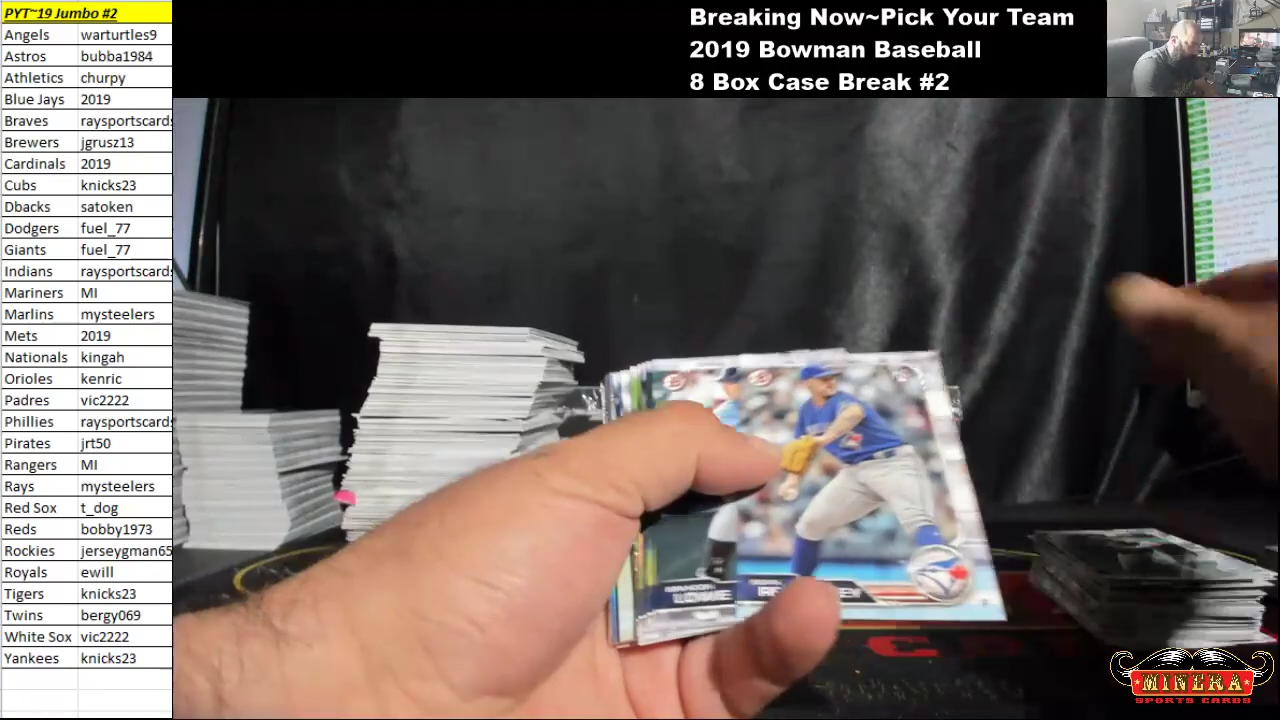 PYT~19 Jumbo #2
Angels warturtles9
Astros bubba1984
Athletics churpy
Blue Jays 2019
Braves raysportscards
Brewers jgrusz13
Cardinals 2019
Cubs knicks23
Dbacks satoken
Dodgers fuel_77
Giants fuel_77
Indians raysportscards
Mariners MI
Marlins mysteelers
Mets 2019
Nationals kingah
Orioles kenric
Padres vic2222
Phillies raysportscards
Pirates jrt50
Rangers MI
Rays mysteelers
Red Sox t_dog
Reds bobby1973
Rockies jerseygman65
Royals ewill
Tigers knicks23
Twins bergy069
White Sox vic2222
Yankees knicks23
Breaking Now~Pick Your Team
2019 Bowman Baseball
8 Box Case Break #2
MINERA
SPORTS CARDS